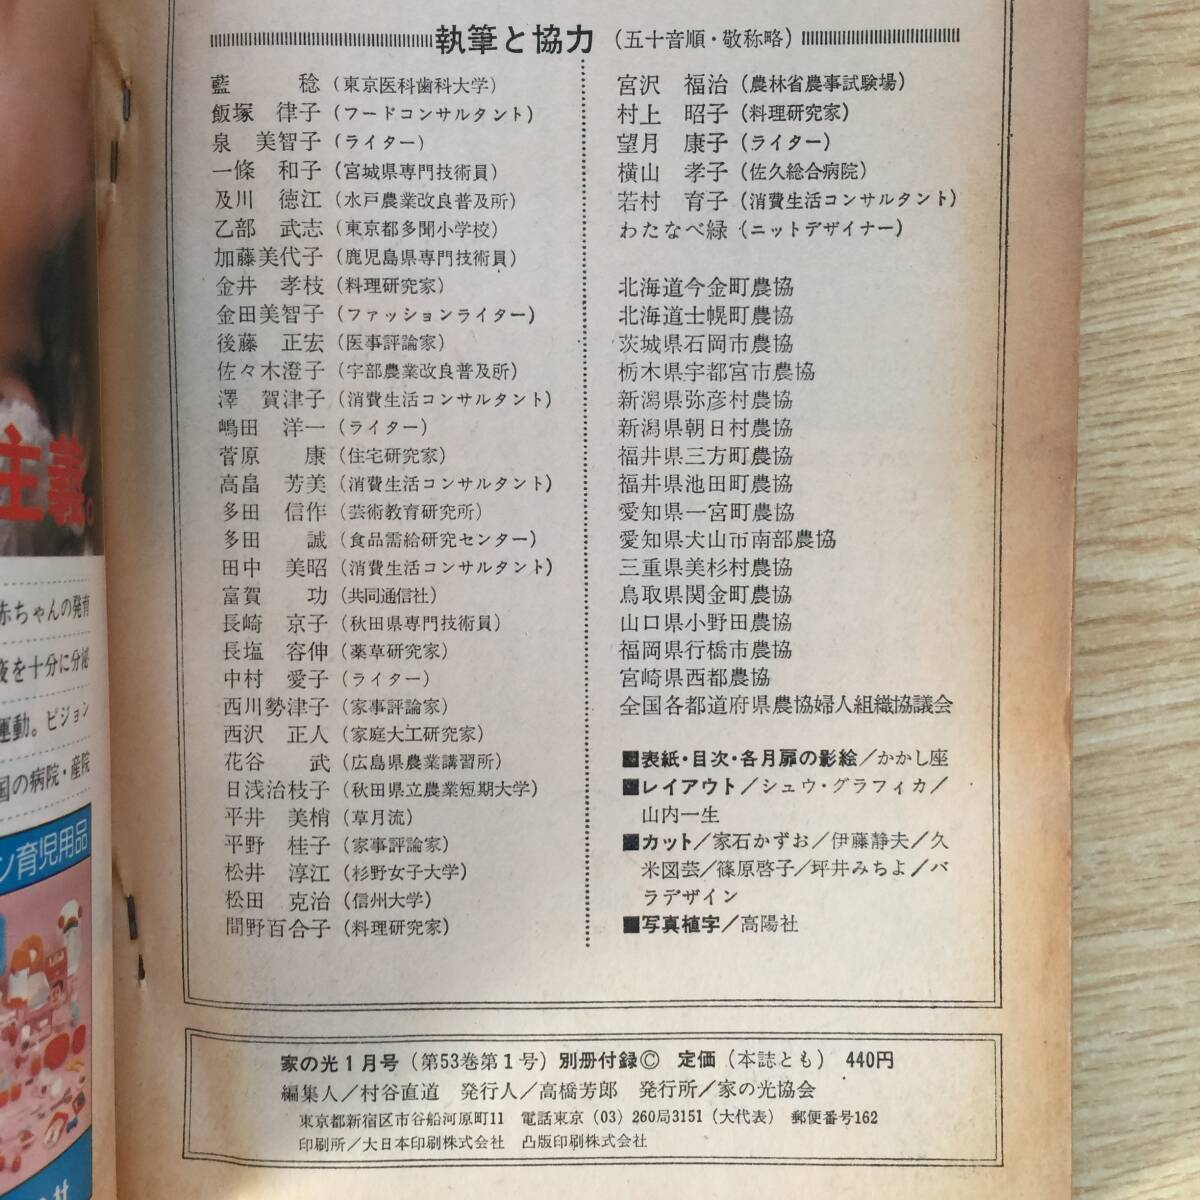 執筆と協力（五十音順・敬称略）
藍　　稔（東京医科歯科大学）
飯塚　律子（フードコンサルタント）
泉　美智子（ライター）
一條　和子（宮城県専門技術員）
及川　徳江（水戸農業改良普及所）
乙部　武志（東京都多聞小学校）
加藤美代子（鹿児島県専門技術員）
金井　孝枝（料理研究家）
金田美智子（ファッションライター）
後藤　正宏（医事評論家）
佐々木澄子（宇部農業改良普及所）
澤　賀津子（消費生活コンサルタント）
嶋田　洋一（ライター）
菅原　　康（住宅研究家）
高畠　芳美（消費生活コンサルタント）
多田　信作（芸術教育研究所）
多田　　誠（食品需給研究センター）
田中　美昭（消費生活コンサルタント）
富賀　　功（共同通信社）
長崎　京子（秋田県専門技術員）
長塩　容伸（薬草研究家）
中村　愛子（ライター）
西川勢津子（家事評論家）
西沢　正人（家庭大工研究家）
花谷　　武（広島県農業講習所）
日浅治枝子（秋田県立農業短期大学）
平井　美梢（草月流）
平野　桂子（家事評論家）
松井　淳江（杉野女子大学）
松田　克治（信州大学）
間野百合子（料理研究家）
宮沢　福治（農林省農事試験場）
村上　昭子（料理研究家）
望月　康子（ライター）
横山　孝子（佐久総合病院）
若村　育子（消費生活コンサルタント）
わたなべ緑（ニットデザイナー）
北海道今金町農協
北海道士幌町農協
茨城県石岡市農協
栃木県宇都宮市農協
新潟県弥彦村農協
新潟県朝日村農協
福井県三方町農協
福井県池田町農協
愛知県一宮町農協
愛知県犬山市南部農協
三重県美杉村農協
鳥取県関金町農協
山口県小野田農協
福岡県行橋市農協
宮崎県西都農協
全国各都道府県農協婦人組織協議会
■表紙・目次・各月扉の影絵／かかし座
■レイアウト／シュウ・グラフィカ／
山内一生
■カット／家石かずお／伊藤静夫／久
米図芸／篠原啓子／坪井みちよ／バ
ラデザイン
■写真植字／高陽社
家の光1月号（第53巻第1号）別冊付録© 定価（本誌とも）440円
編集人／村谷直道　発行人／高橋芳郎　発行所／家の光協会
東京都新宿区市谷船河原町11　電話東京（03）260局3151（大代表）郵便番号162
印刷所／大日本印刷株式会社　凸版印刷株式会社
主義。
赤ちゃんの発育
液を十分に分泌
運動。ピジョン
国の病院・産院
ン育児用品